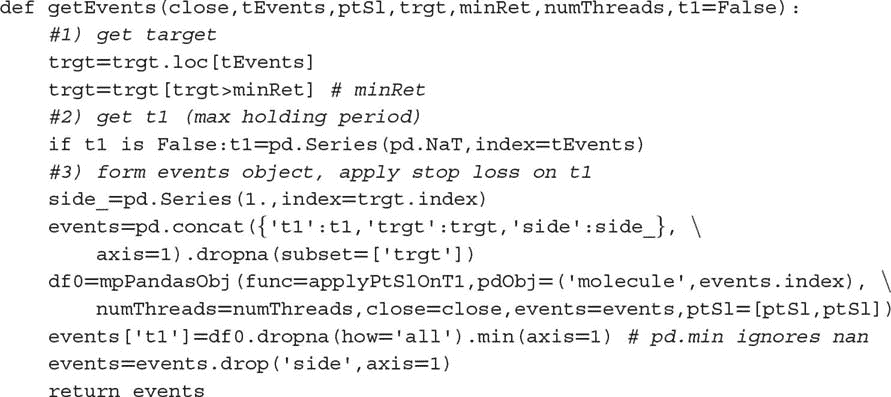 def getEvents(close,tEvents,ptSl,trgt,minRet,numThreads,t1=False):
    #1) get target
    trgt=trgt.loc[tEvents]
    trgt=trgt[trgt>minRet] # minRet
    #2) get t1 (max holding period)
    if t1 is False:t1=pd.Series(pd.NaT,index=tEvents)
    #3) form events object, apply stop loss on t1
    side_=pd.Series(1.,index=trgt.index)
    events=pd.concat({'t1':t1,'trgt':trgt,'side':side_}, \
        axis=1).dropna(subset=['trgt'])
    df0=mpPandasObj(func=applyPtSlOnT1,pdObj=('molecule',events.index), \
        numThreads=numThreads,close=close,events=events,ptSl=[ptSl,ptSl])
    events['t1']=df0.dropna(how='all').min(axis=1) # pd.min ignores nan
    events=events.drop('side',axis=1)
    return events